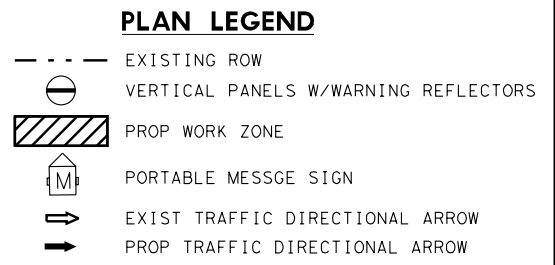 PLAN LEGEND
EXISTING ROW
VERTICAL PANELS W/WARNING REFLECTORS
PROP WORK ZONE
M PORTABLE MESSGE SIGN
EXIST TRAFFIC DIRECTIONAL ARROW
PROP TRAFFIC DIRECTIONAL ARROW